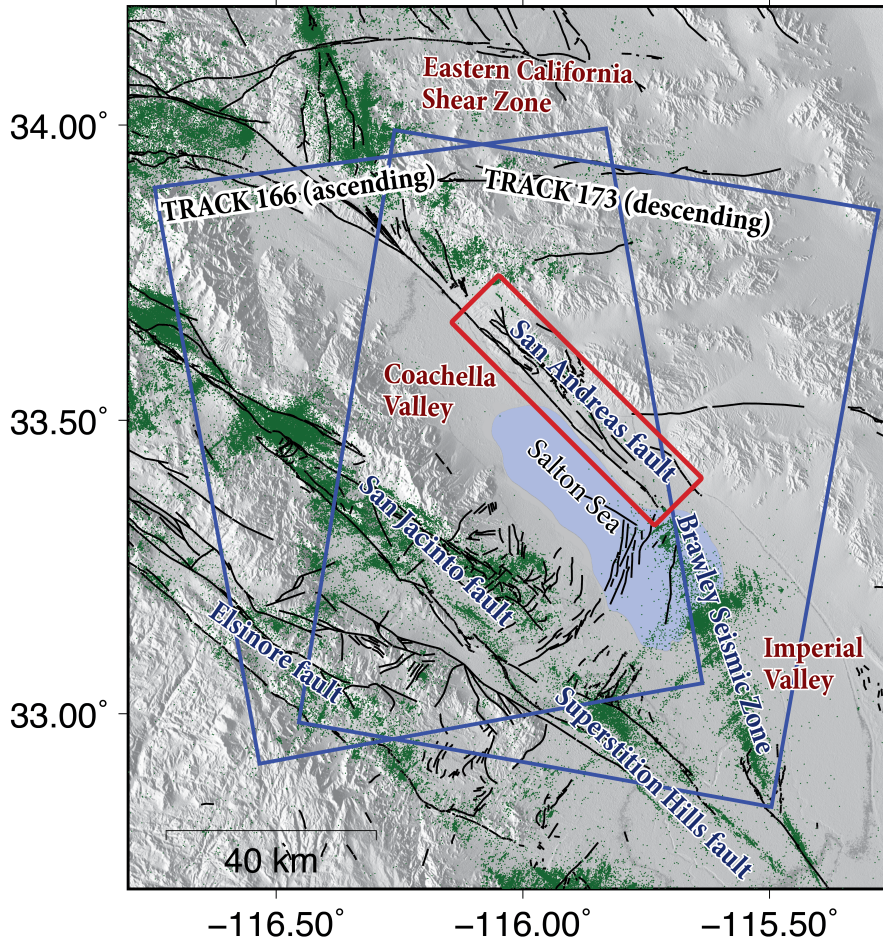 Eastern California
Shear Zone
34.00°
TRACK 166 (ascending)
TRACK 173 (descending)
San Andreas fault
Coachella
Valley
33.50°
Salton Sea
San Jacinto fault
Brawley Seismic Zone
Elsinore fault
Imperial
Valley
33.00°
Superstition Hills fault
40 km
−116.50°
−116.00°
−115.50°